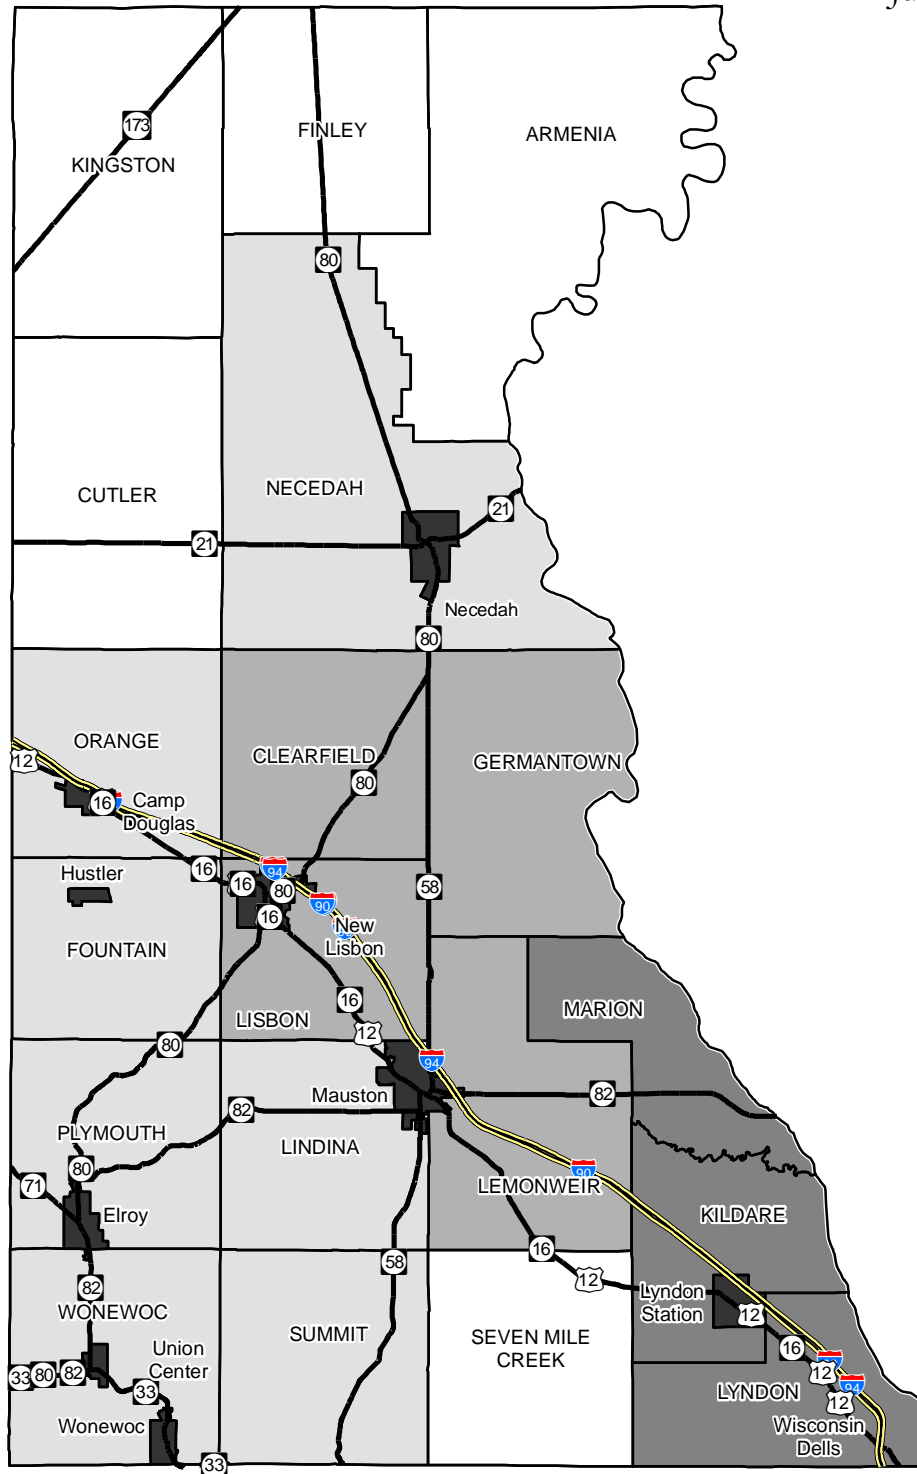 173
FINLEY
ARMENIA
KINGSTON
80
CUTLER
NECEDAH
21
21
Necedah
80
ORANGE
CLEARFIELD
GERMANTOWN
12
80
16
Camp
Douglas
94
16
Hustler
16
80
58
90
16
New
Lisbon
FOUNTAIN
16
MARION
LISBON
12
80
94
Mauston
82
82
PLYMOUTH
LINDINA
80
90
71
LEMONWEIR
Elroy
KILDARE
16
58
12
82
Lyndon
Station
WONEWOC
12
SUMMIT
SEVEN MILE
CREEK
16
Union
Center
33
80
82
12
94
33
LYNDON
12
Wonewoc
Wisconsin
Dells
33